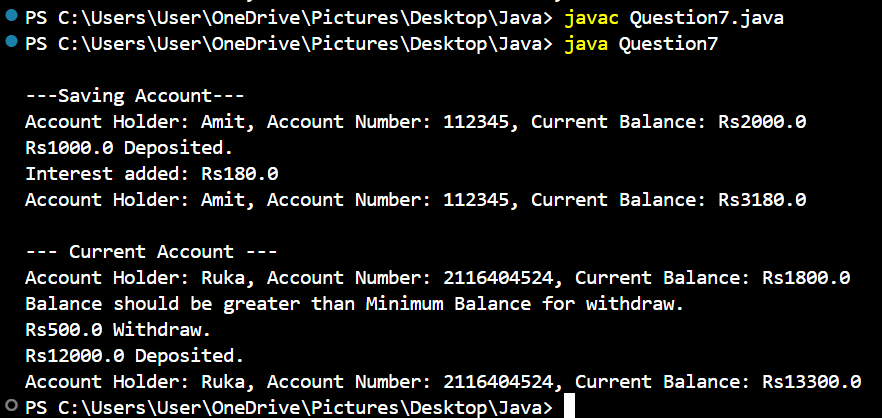 PS C:\Users\User\OneDrive\Pictures\Desktop\Java> javac Question7.java
PS C:\Users\User\OneDrive\Pictures\Desktop\Java> java Question7
---Saving Account---
Account Holder: Amit, Account Number: 112345, Current Balance: Rs2000.0
Rs1000.0 Deposited.
Interest added: Rs180.0
Account Holder: Amit, Account Number: 112345, Current Balance: Rs3180.0
--- Current Account ---
Account Holder: Ruka, Account Number: 2116404524, Current Balance: Rs1800.0
Balance should be greater than Minimum Balance for withdraw.
Rs500.0 Withdraw.
Rs12000.0 Deposited.
Account Holder: Ruka, Account Number: 2116404524, Current Balance: Rs13300.0
PS C:\Users\User\OneDrive\Pictures\Desktop\Java>